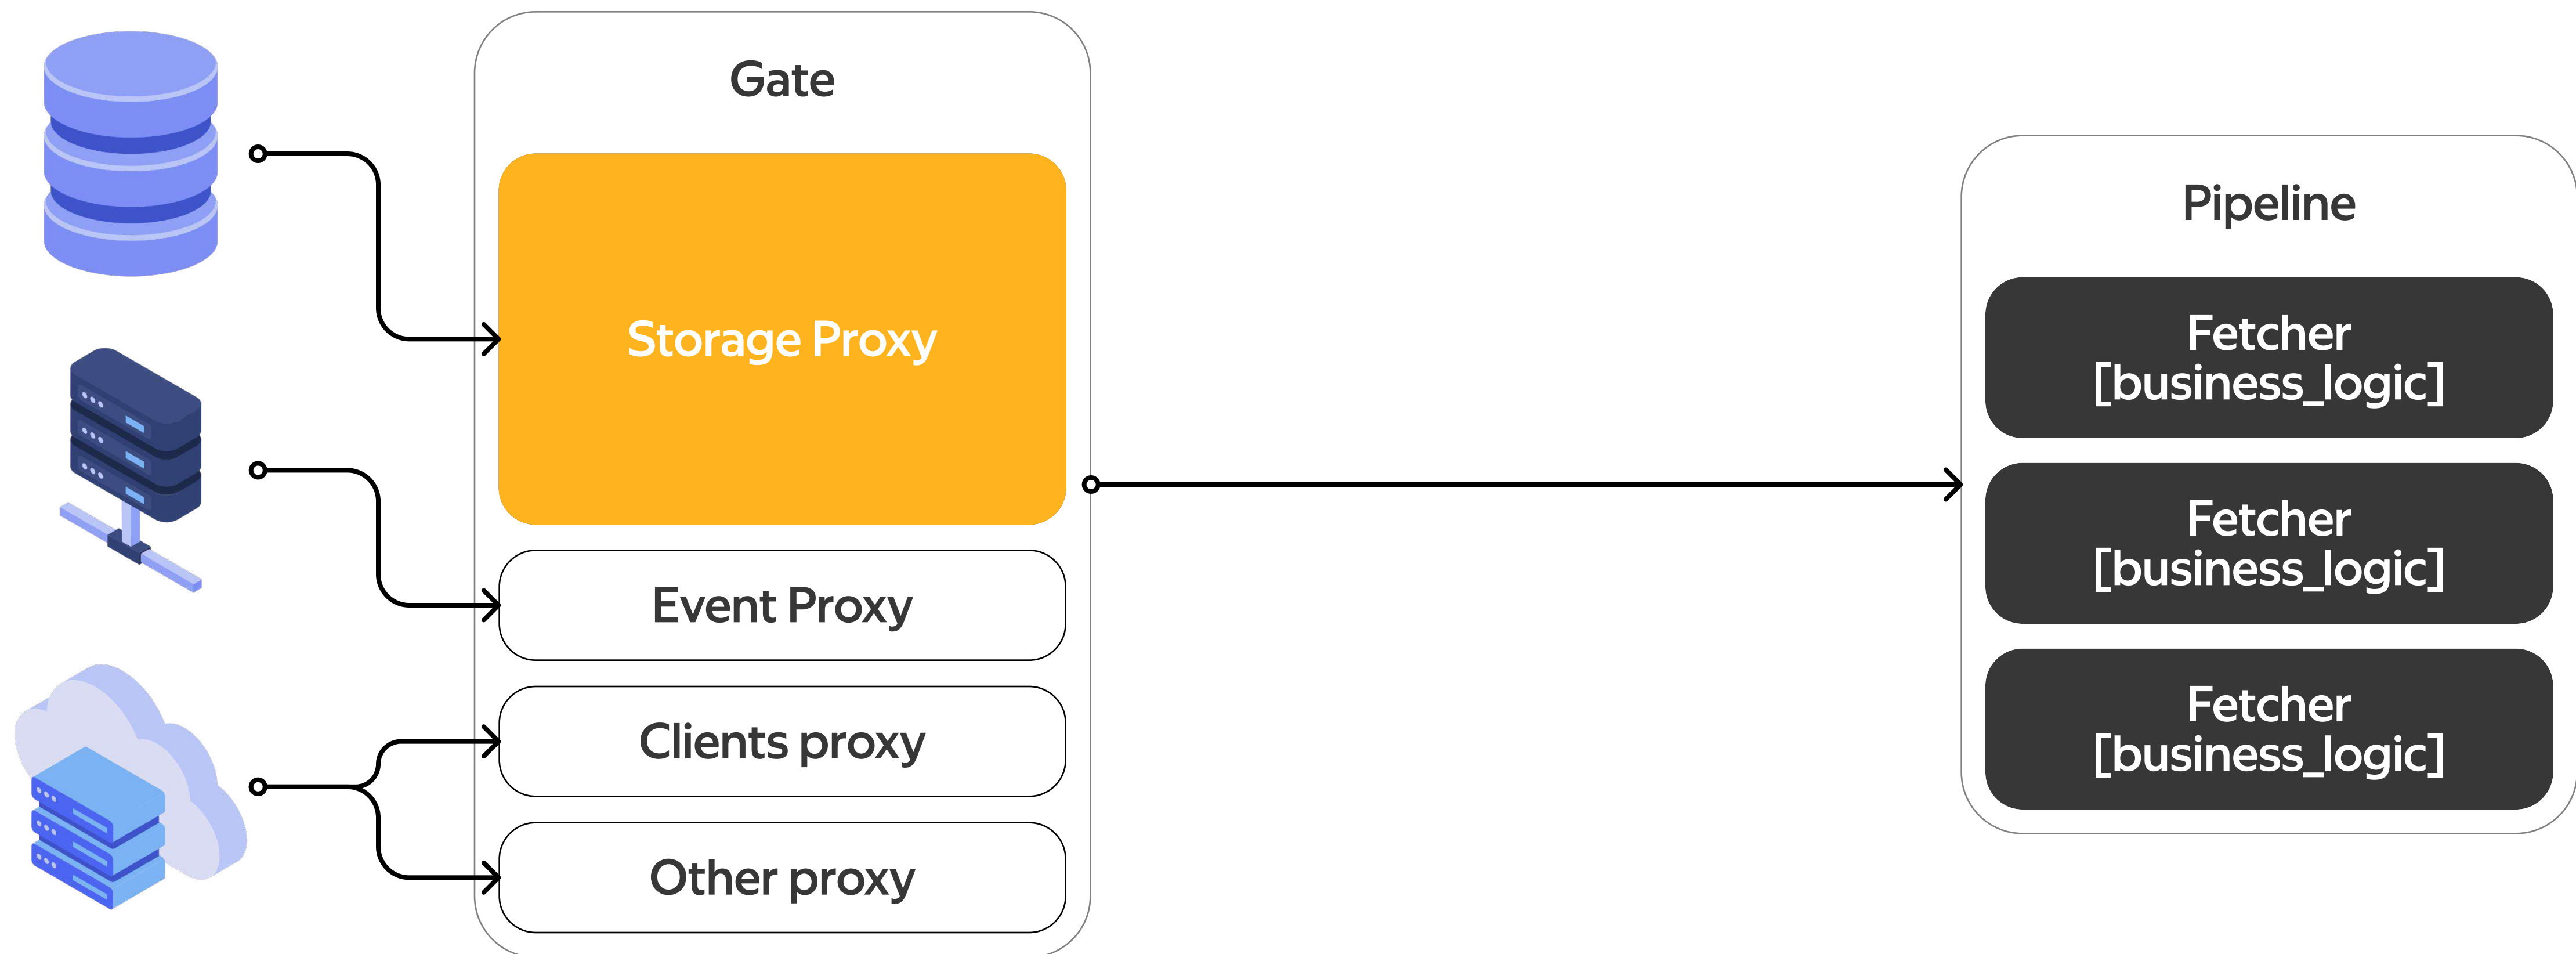 Gate
Storage Proxy
Event Proxy
Clients proxy
Other proxy
Pipeline
Fetcher
[business_logic]
Fetcher
[business_logic]
Fetcher
[business_logic]